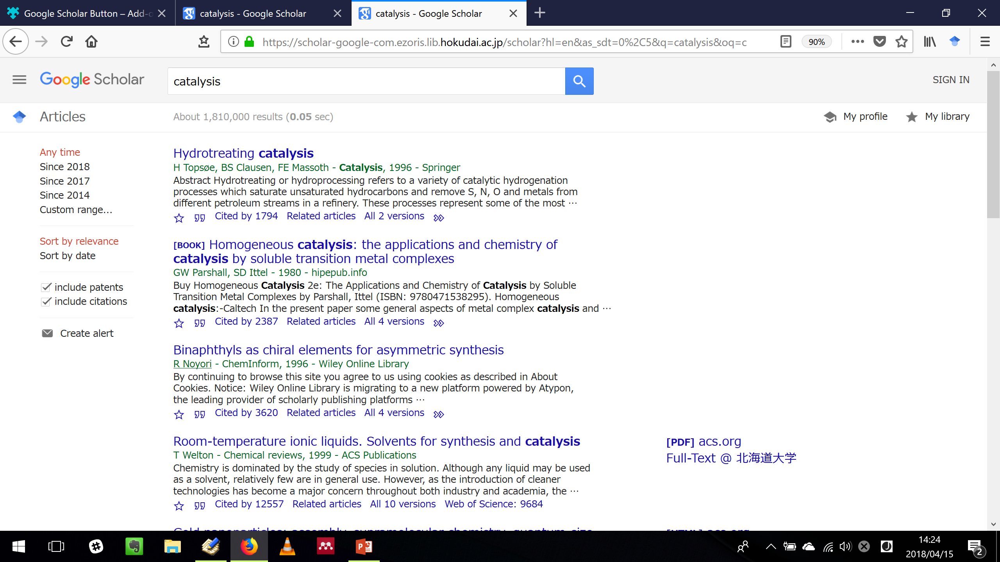 Google Scholar Button – Add-o
catalysis - Google Scholar
catalysis - Google Scholar
https://scholar-google-com.ezoris.lib.hokudai.ac.jp/scholar?hl=en&as_sdt=0%2C5&q=catalysis&oq=c
90%
Google Scholar
catalysis
SIGN IN
Articles
About 1,810,000 results (0.05 sec)
My profile
My library
Any time
Since 2018
Since 2017
Since 2014
Custom range...
Sort by relevance
Sort by date
include patents
include citations
Create alert
Hydrotreating catalysis
H Topsøe, BS Clausen, FE Massoth - Catalysis, 1996 - Springer
Abstract Hydrotreating or hydroprocessing refers to a variety of catalytic hydrogenation
processes which saturate unsaturated hydrocarbons and remove S, N, O and metals from
different petroleum streams in a refinery. These processes represent some of the most …
Cited by 1794 Related articles All 2 versions
[BOOK] Homogeneous catalysis: the applications and chemistry of
catalysis by soluble transition metal complexes
GW Parshall, SD Ittel - 1980 - hipepub.info
Buy Homogeneous Catalysis 2e: The Applications and Chemistry of Catalysis by Soluble
Transition Metal Complexes by Parshall, Ittel (ISBN: 9780471538295). Homogeneous
catalysis:-Caltech In the present paper some general aspects of metal complex catalysis and …
Cited by 2387 Related articles All 4 versions
Binaphthyls as chiral elements for asymmetric synthesis
R Noyori - ChemInform, 1996 - Wiley Online Library
By continuing to browse this site you agree to us using cookies as described in About
Cookies. Notice: Wiley Online Library is migrating to a new platform powered by Atypon,
the leading provider of scholarly publishing platforms …
Cited by 3620 Related articles All 4 versions
Room-temperature ionic liquids. Solvents for synthesis and catalysis
T Welton - Chemical reviews, 1999 - ACS Publications
Chemistry is dominated by the study of species in solution. Although any liquid may be used
as a solvent, relatively few are in general use. However, as the introduction of cleaner
technologies has become a major concern throughout both industry and academia, the …
Cited by 12557 Related articles All 10 versions Web of Science: 9684
[PDF] acs.org
Full-Text @ 北海道大学
Gold nanoparticles: assembly, supramolecular chemistry, quantum-size
[HTML] acs.org
14:24
2018/04/15
2